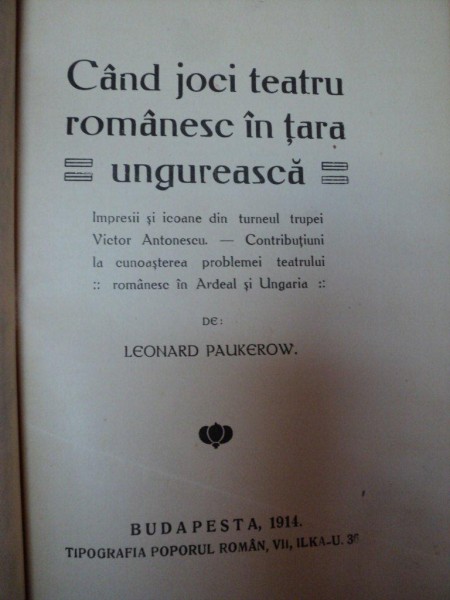 Când joci teatru
românesc în țara
ungurească
Impresii și icoane din turneul trupei
Victor Antonescu. — Contribuțiuni
la cunoașterea problemei teatrului
:: românesc în Ardeal și Ungaria ::
DE:
LEONARD PAUKEROW.
BUDAPESTA, 1914.
TIPOGRAFIA POPORUL ROMÂN, VII, ILKA-U.